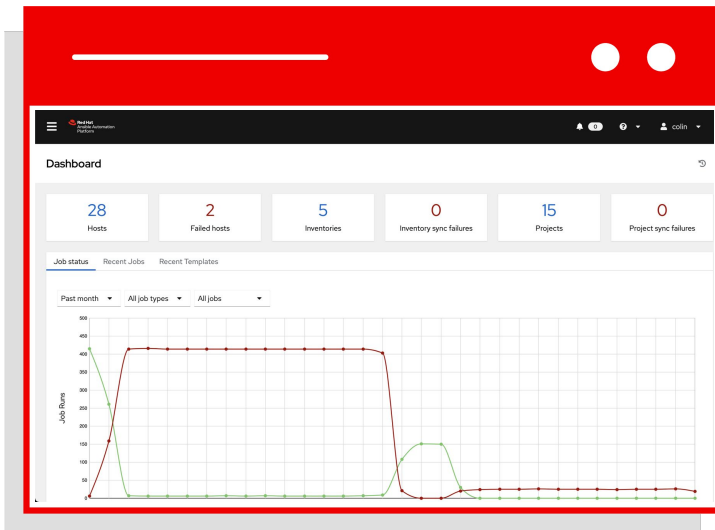 Red Hat
Ansible Automation
Platform
0
colin
Dashboard
28
Hosts
2
Failed hosts
5
Inventories
0
Inventory sync failures
15
Projects
0
Project sync failures
Job status Recent Jobs Recent Templates
Past month All job types All jobs
500
450
400
350
300
250
200
150
100
50
0
Job Runs